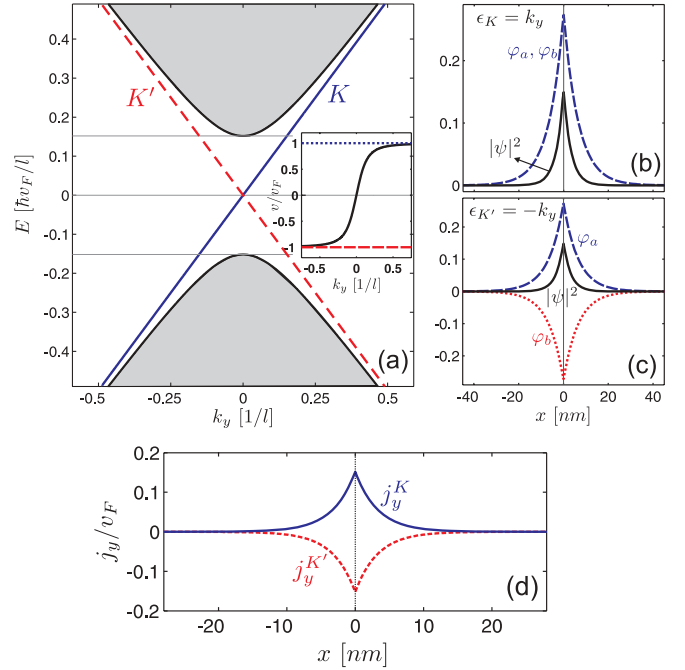 0.4
0.3
0.2
0.1
0
-0.1
-0.2
-0.3
-0.4
E [ħv_F/l]
K'
K
1
0.5
0
-0.5
-1
v/v_F
-0.5
0
0.5
k_y [1/l]
(a)
-0.5
-0.25
0
0.25
0.5
k_y [1/l]
ϵ_K = k_y
φ_a, φ_b
|ψ|²
(b)
0.2
0.1
0
ϵ_K' = −k_y
φ_a
|ψ|²
φ_b
(c)
0.2
0.1
0
-0.1
-0.2
-40
-20
0
20
40
x [nm]
0.2
0.1
0
-0.1
-0.2
j_y/v_F
j_y^K
j_y^K'
(d)
-20
-10
0
10
20
x [nm]